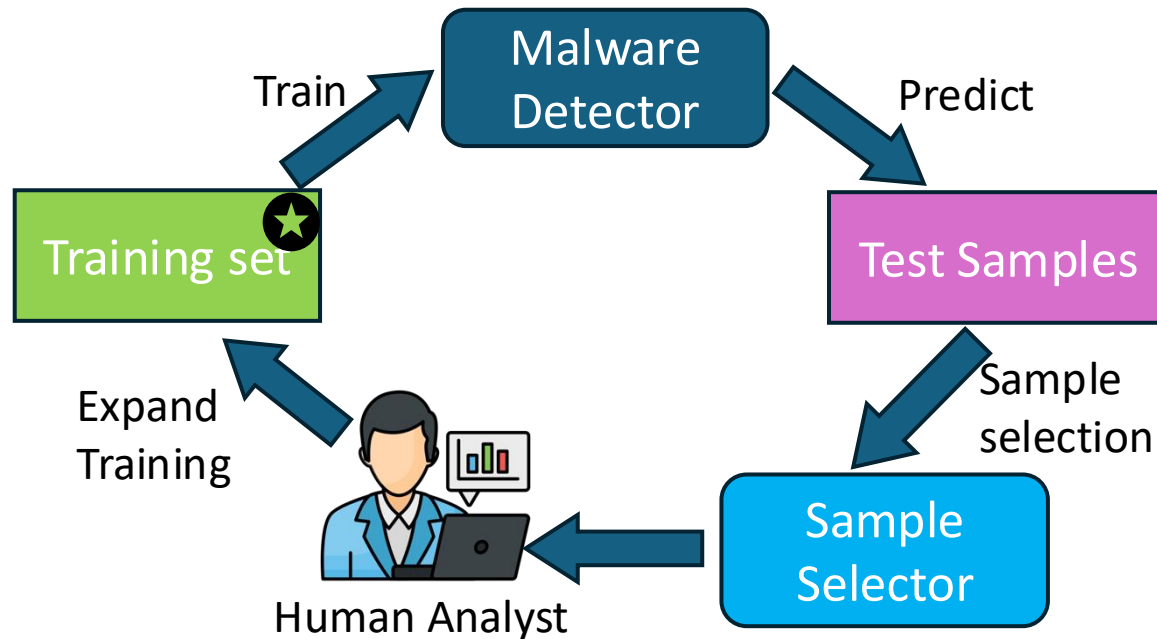 Malware
Detector
Train
Predict
Training set
Test Samples
Sample
selection
Expand
Training
Sample
Selector
Human Analyst